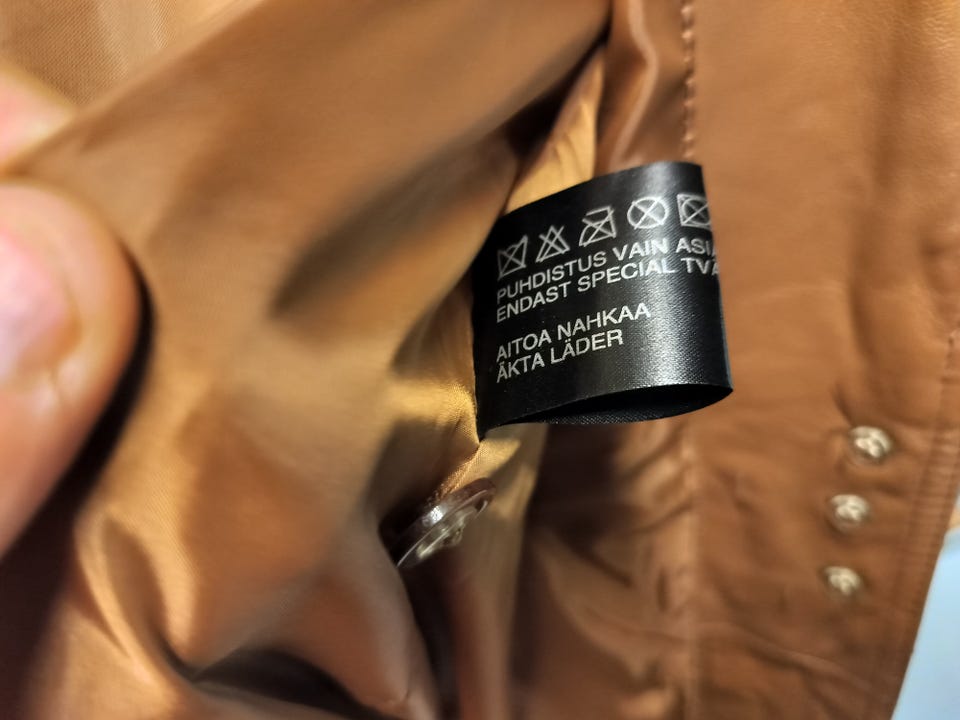 PUHDISTUS VAIN
ENDAST SPECIAL
AITOA NAHKAA
ÄKTA LÄDER